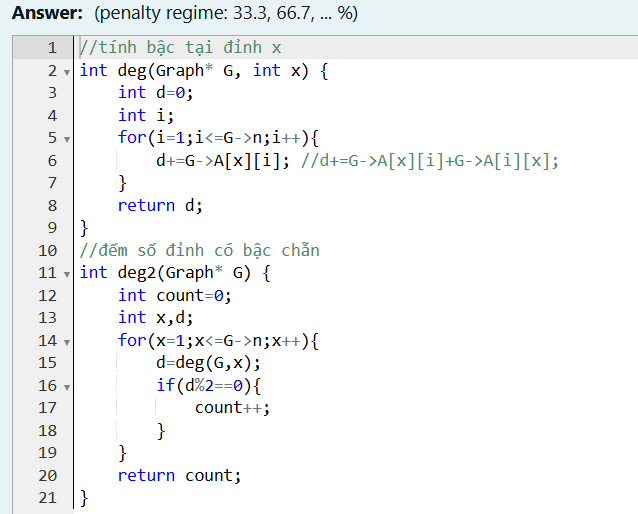 Answer: (penalty regime: 33.3, 66.7, ... %)
1 //tính bậc tại đỉnh x
2 int deg(Graph* G, int x) {
3     int d=0;
4     int i;
5     for(i=1;i<=G->n;i++){
6         d+=G->A[x][i]; //d+=G->A[x][i]+G->A[i][x];
7     }
8     return d;
9 }
10 //đếm số đỉnh có bậc chẵn
11 int deg2(Graph* G) {
12     int count=0;
13     int x,d;
14     for(x=1;x<=G->n;x++){
15         d=deg(G,x);
16         if(d%2==0){
17             count++;
18         }
19     }
20     return count;
21 }